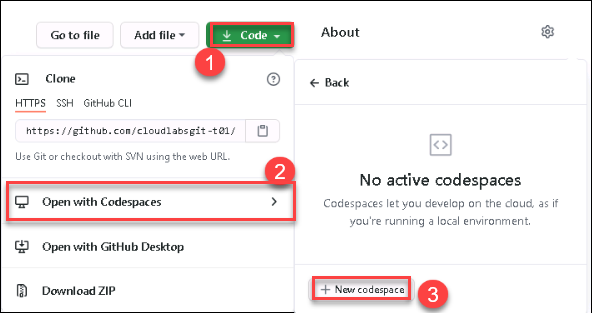 Go to file
Add file
Code
About
1
Clone
HTTPS SSH GitHub CLI
https://github.com/cloudlabsgit-t01/
Use Git or checkout with SVN using the web URL.
2
Open with Codespaces
Open with GitHub Desktop
Download ZIP
Back
No active codespaces
Codespaces let you develop on the cloud, as if
you're running a local environment.
New codespace
3